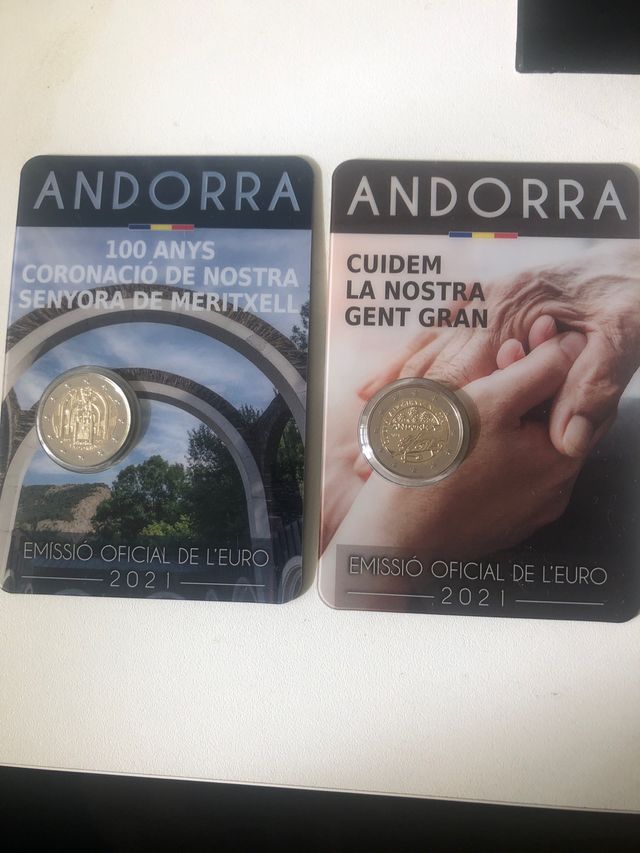 ANDORRA
100 ANYS
CORONACIÓ DE NOSTRA
SENYORA DE MERITXELL
EMISSIÓ OFICIAL DE L'EURO
2021
ANDORRA
CUIDEM
LA NOSTRA
GENT GRAN
EMISSIÓ OFICIAL DE L'EURO
2021